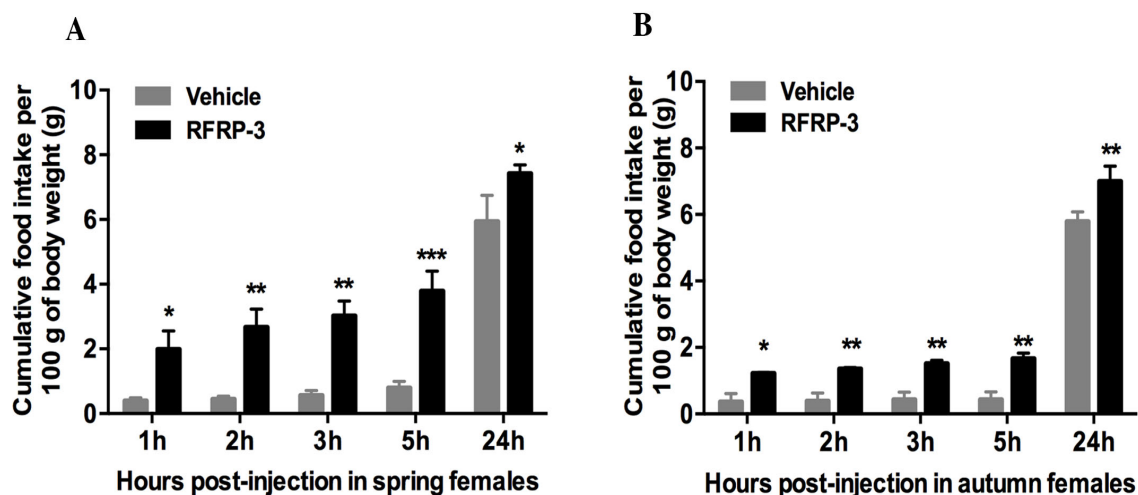 A
Cumulative food intake per
100 g of body weight (g)
10
8
6
4
2
0
Vehicle
RFRP-3
*
**
**
***
*
1h 2h 3h 5h 24h
Hours post-injection in spring females
B
Cumulative food intake per
100 g of body weight (g)
10
8
6
4
2
0
Vehicle
RFRP-3
*
**
**
**
**
1h 2h 3h 5h 24h
Hours post-injection in autumn females